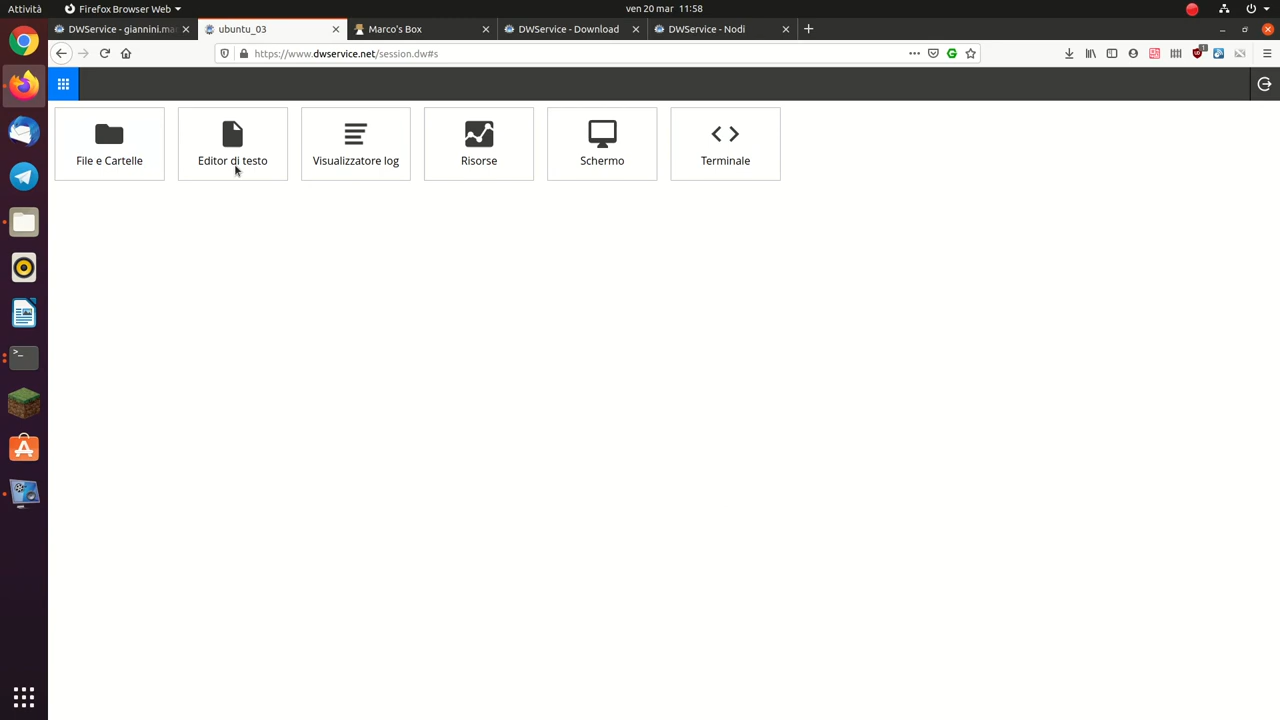 Attività
Firefox Browser Web
ven 20 mar 11:58
DWService - giannini.ma
ubuntu_03
Marco's Box
DWService - Download
DWService - Nodi
https://www.dwservice.net/session.dw#s
File e Cartelle
Editor di testo
Visualizzatore log
Risorse
Schermo
Terminale